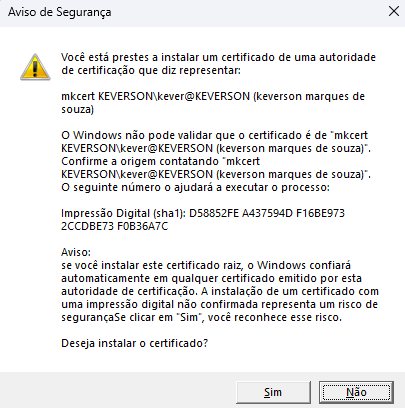 Aviso de Segurança
Você está prestes a instalar um certificado de uma autoridade
de certificação que diz representar:
mkcert KEVERSON\kever@KEVERSON (keverson marques de
souza)
O Windows não pode validar que o certificado é de "mkcert
KEVERSON\kever@KEVERSON (keverson marques de souza)".
Confirme a origem contatando "mkcert
KEVERSON\kever@KEVERSON (keverson marques de souza)".
O seguinte número o ajudará a executar o processo:
Impressão Digital (sha1): D58852FE A437594D F16BE973
2CCDBE73 F0B36A7C
Aviso:
se você instalar este certificado raiz, o Windows confiará
automaticamente em qualquer certificado emitido por esta
autoridade de certificação. A instalação de um certificado com
uma impressão digital não confirmada representa um risco de
segurançaSe clicar em "Sim", você reconhece esse risco.
Deseja instalar o certificado?
Sim
Não